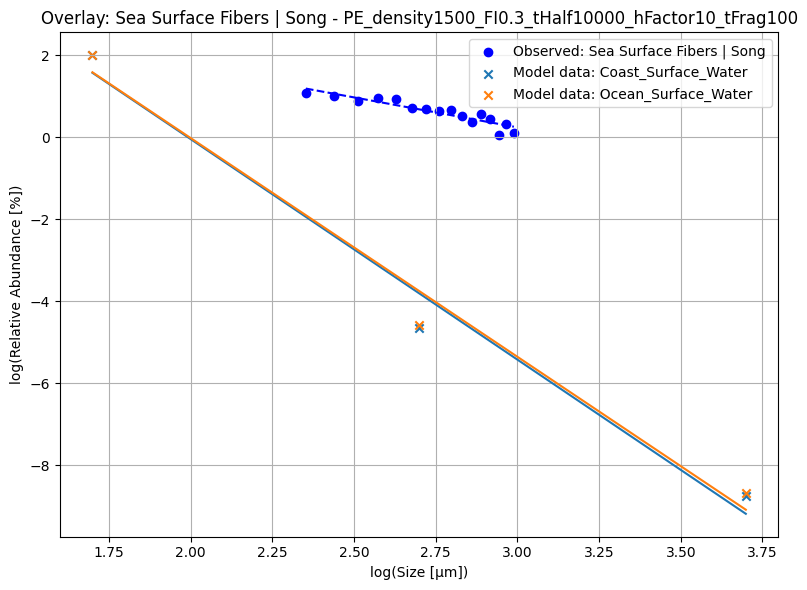 Overlay: Sea Surface Fibers | Song - PE_density1500_FI0.3_tHalf10000_hFactor10_tFrag100
Observed: Sea Surface Fibers | Song
Model data: Coast_Surface_Water
Model data: Ocean_Surface_Water
log(Relative Abundance [%])
2
0
−2
−4
−6
−8
1.75
2.00
2.25
2.50
2.75
3.00
3.25
3.50
3.75
log(Size [µm])